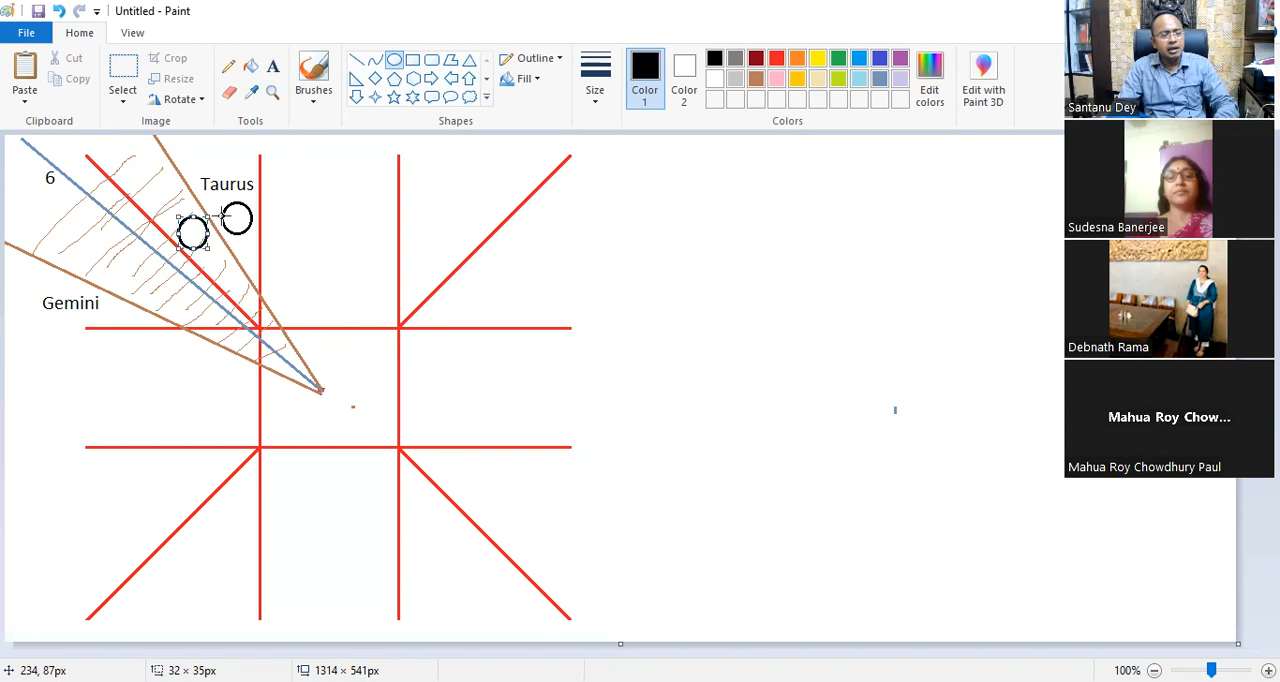 Untitled - Paint
File
Home
View
Paste
Cut
Copy
Clipboard
Select
Crop
Resize
Rotate
Image
A
Tools
Brushes
Shapes
Outline
Fill
Size
Color 1
Color 2
Colors
Edit colors
Edit with Paint 3D
6
Taurus
Gemini
Santanu Dey
Sudesna Banerjee
Debnath Rama
Mahua Roy Chow...
Mahua Roy Chowdhury Paul
234, 87px
32 × 35px
1314 × 541px
100%